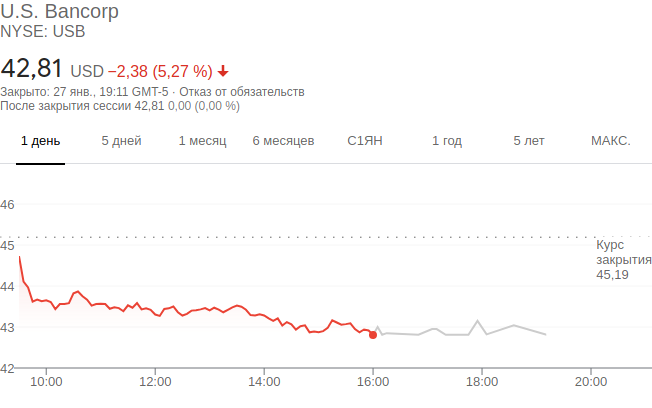 U.S. Bancorp
NYSE: USB
42,81 USD −2,38 (5,27 %)
Закрыто: 27 янв., 19:11 GMT-5 · Отказ от обязательств
После закрытия сессии 42,81 0,00 (0,00 %)
1 день 5 дней 1 месяц 6 месяцев С1ЯН 1 год 5 лет МАКС.
46
45
Курс
закрытия
45,19
44
43
42
10:00 12:00 14:00 16:00 18:00 20:00